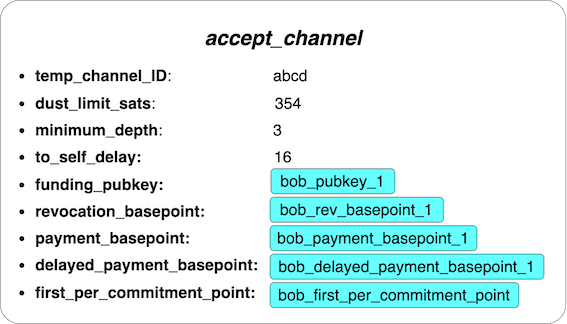 accept_channel
• temp_channel_ID: abcd
• dust_limit_sats: 354
• minimum_depth: 3
• to_self_delay: 16
• funding_pubkey: bob_pubkey_1
• revocation_basepoint: bob_rev_basepoint_1
• payment_basepoint: bob_payment_basepoint_1
• delayed_payment_basepoint: bob_delayed_payment_basepoint_1
• first_per_commitment_point: bob_first_per_commitment_point